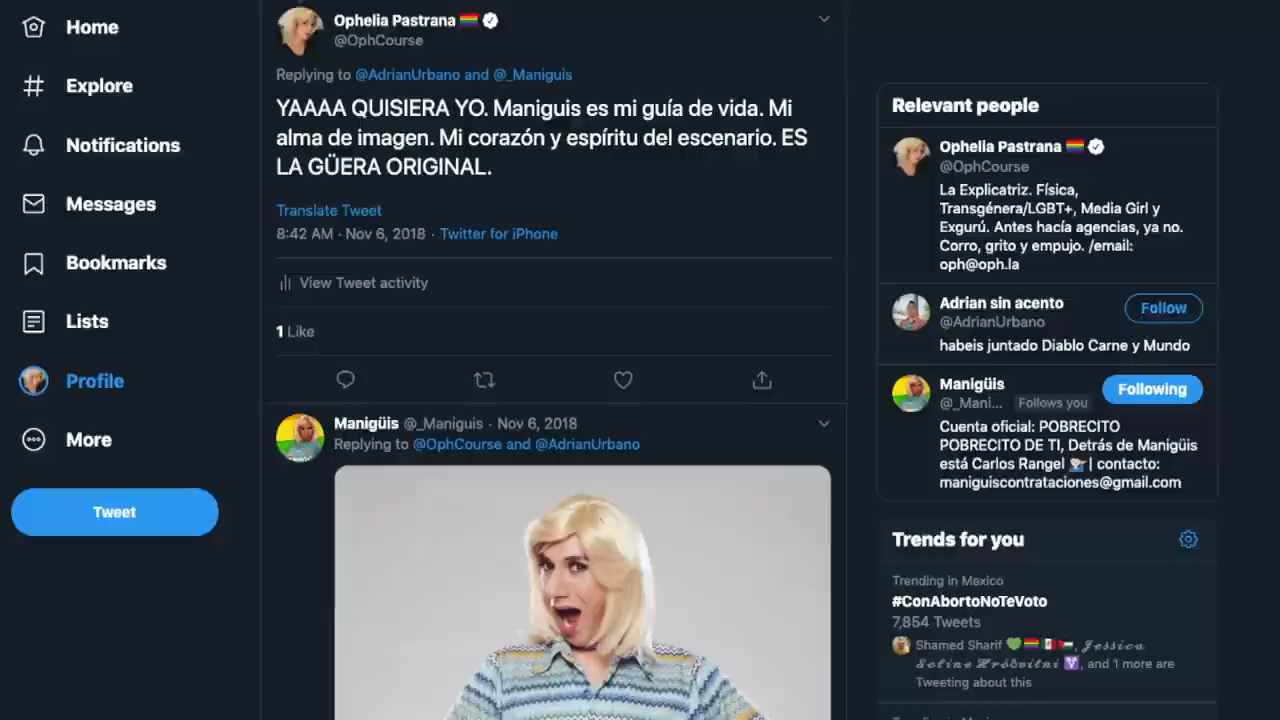 Home
Explore
Notifications
Messages
Bookmarks
Lists
Profile
More
Tweet
Ophelia Pastrana
@OphCourse
Replying to @AdrianUrbano and @_Maniguis
YAAAA QUISIERA YO. Maniguis es mi guía de vida. Mi
alma de imagen. Mi corazón y espíritu del escenario. ES
LA GÜERA ORIGINAL.
Translate Tweet
8:42 AM · Nov 6, 2018 · Twitter for iPhone
View Tweet activity
1 Like
Manigüis @_Maniguis · Nov 6, 2018
Replying to @OphCourse and @AdrianUrbano
Relevant people
Ophelia Pastrana
@OphCourse
La Explicatriz. Física,
Transgénera/LGBT+, Media Girl y
Exgurú. Antes hacía agencias, ya no.
Corro, grito y empujo. /email:
oph@oph.la
Adrian sin acento
Follow
@AdrianUrbano
habeis juntado Diablo Carne y Mundo
Manigüis
Following
@_Mani... Follows you
Cuenta oficial: POBRECITO
POBRECITO DE TI, Detrás de Manigüis
está Carlos Rangel | contacto:
maniguiscontrataciones@gmail.com
Trends for you
Trending in Mexico
#ConAbortoNoTeVoto
7,854 Tweets
Shamed Sharif , 𝓙𝓮𝓼𝓼𝓲𝓬𝓪
, and 1 more are
Tweeting about this